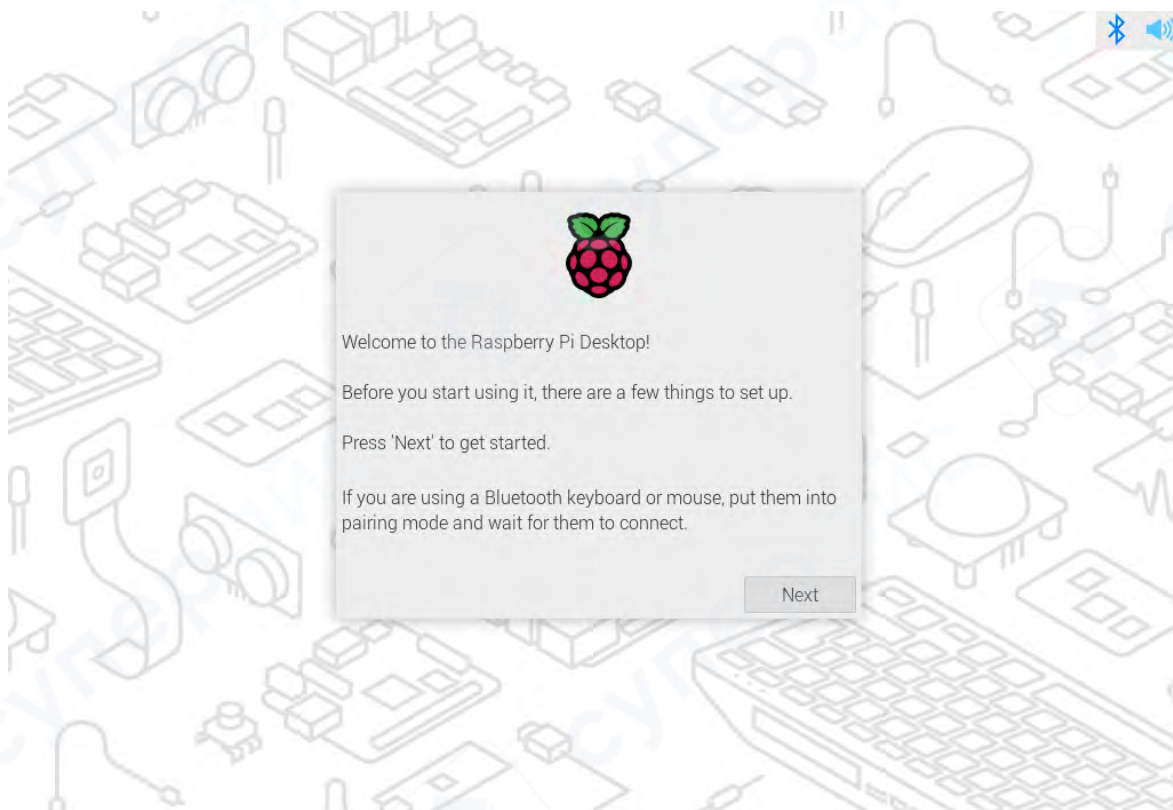 Welcome to the Raspberry Pi Desktop!
Before you start using it, there are a few things to set up.
Press 'Next' to get started.
If you are using a Bluetooth keyboard or mouse, put them into
pairing mode and wait for them to connect.
Next